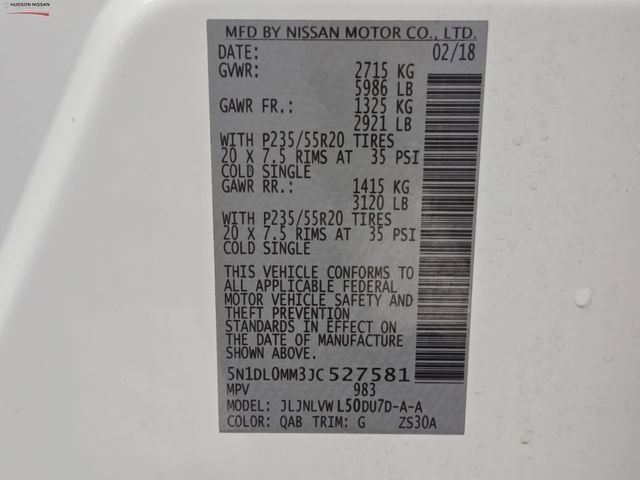 HUDSON NISSAN
MFD BY NISSAN MOTOR CO., LTD.
DATE: 02/18
GVWR: 2715 KG
5986 LB
GAWR FR.: 1325 KG
2921 LB
WITH P235/55R20 TIRES
20 X 7.5 RIMS AT 35 PSI
COLD SINGLE
GAWR RR.: 1415 KG
3120 LB
WITH P235/55R20 TIRES
20 X 7.5 RIMS AT 35 PSI
COLD SINGLE
THIS VEHICLE CONFORMS TO
ALL APPLICABLE FEDERAL
MOTOR VEHICLE SAFETY AND
THEFT PREVENTION
STANDARDS IN EFFECT ON
THE DATE OF MANUFACTURE
SHOWN ABOVE.
5N1DL0MM3JC527581
MPV 983
MODEL: JLJNLVW L50DU7D-A-A
COLOR: QAB TRIM: G ZS30A